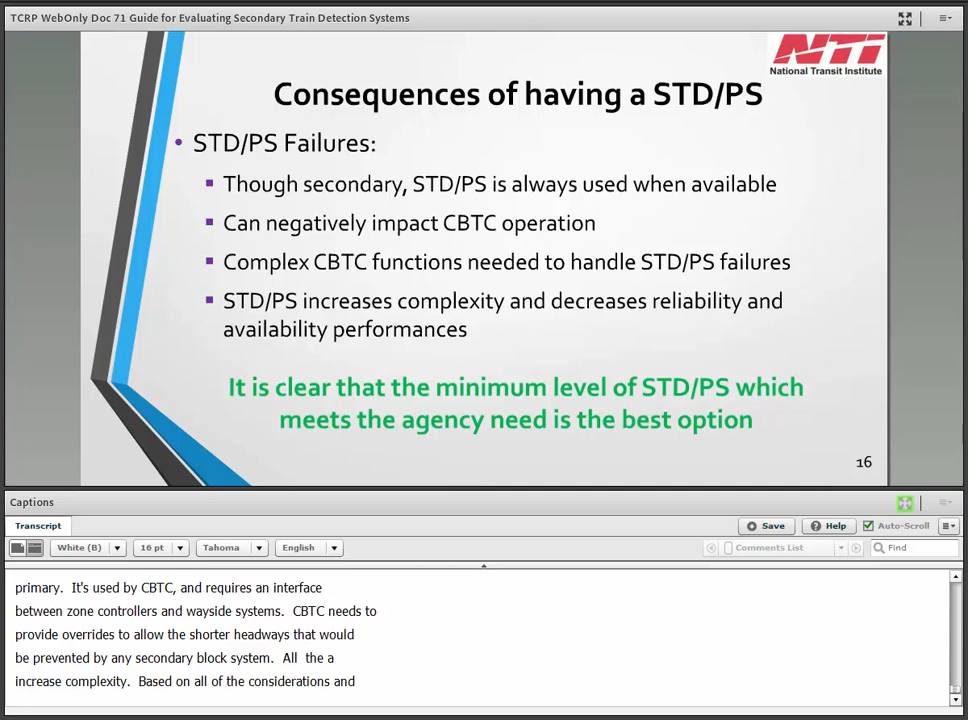 TCRP WebOnly Doc 71 Guide for Evaluating Secondary Train Detection Systems
NTI
National Transit Institute
Consequences of having a STD/PS
• STD/PS Failures:
▪ Though secondary, STD/PS is always used when available
▪ Can negatively impact CBTC operation
▪ Complex CBTC functions needed to handle STD/PS failures
▪ STD/PS increases complexity and decreases reliability and
availability performances
It is clear that the minimum level of STD/PS which
meets the agency need is the best option
16
Captions
Transcript
Save
Help
Auto-Scroll
White (B)
16 pt
Tahoma
English
Comments List
Find
primary. It's used by CBTC, and requires an interface
between zone controllers and wayside systems. CBTC needs to
provide overrides to allow the shorter headways that would
be prevented by any secondary block system. All the a
increase complexity. Based on all of the considerations and